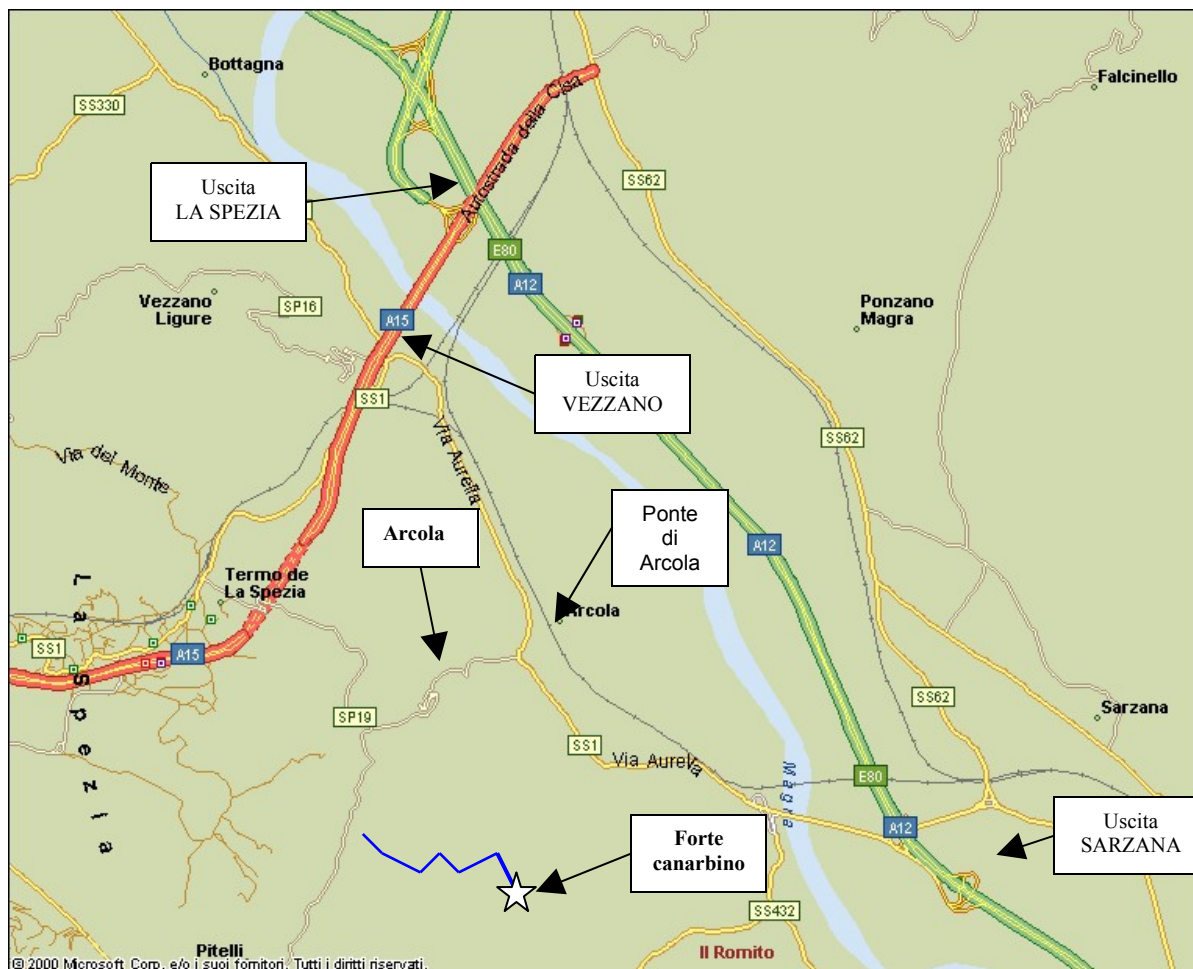 Bottagna
Falcinello
SS330
Autostrada della Cisa
SS62
Uscita
LA SPEZIA
E80
A12
Vezzano
Ligure
SP16
A15
Ponzano
Magra
Uscita
VEZZANO
SS1
Via Aurelia
SS62
Via del Monte
Arcola
Ponte
di
Arcola
A12
Termo de
La Spezia
Arcola
SS1
A15
La Spezia
SP19
SS62
Sarzana
SS1
Via Aurelia
Magra
E80
A12
Uscita
SARZANA
Forte
canarbino
SS432
Pitelli
Il Romito
© 2000 Microsoft Corp. e/o i suoi fornitori. Tutti i diritti riservati.